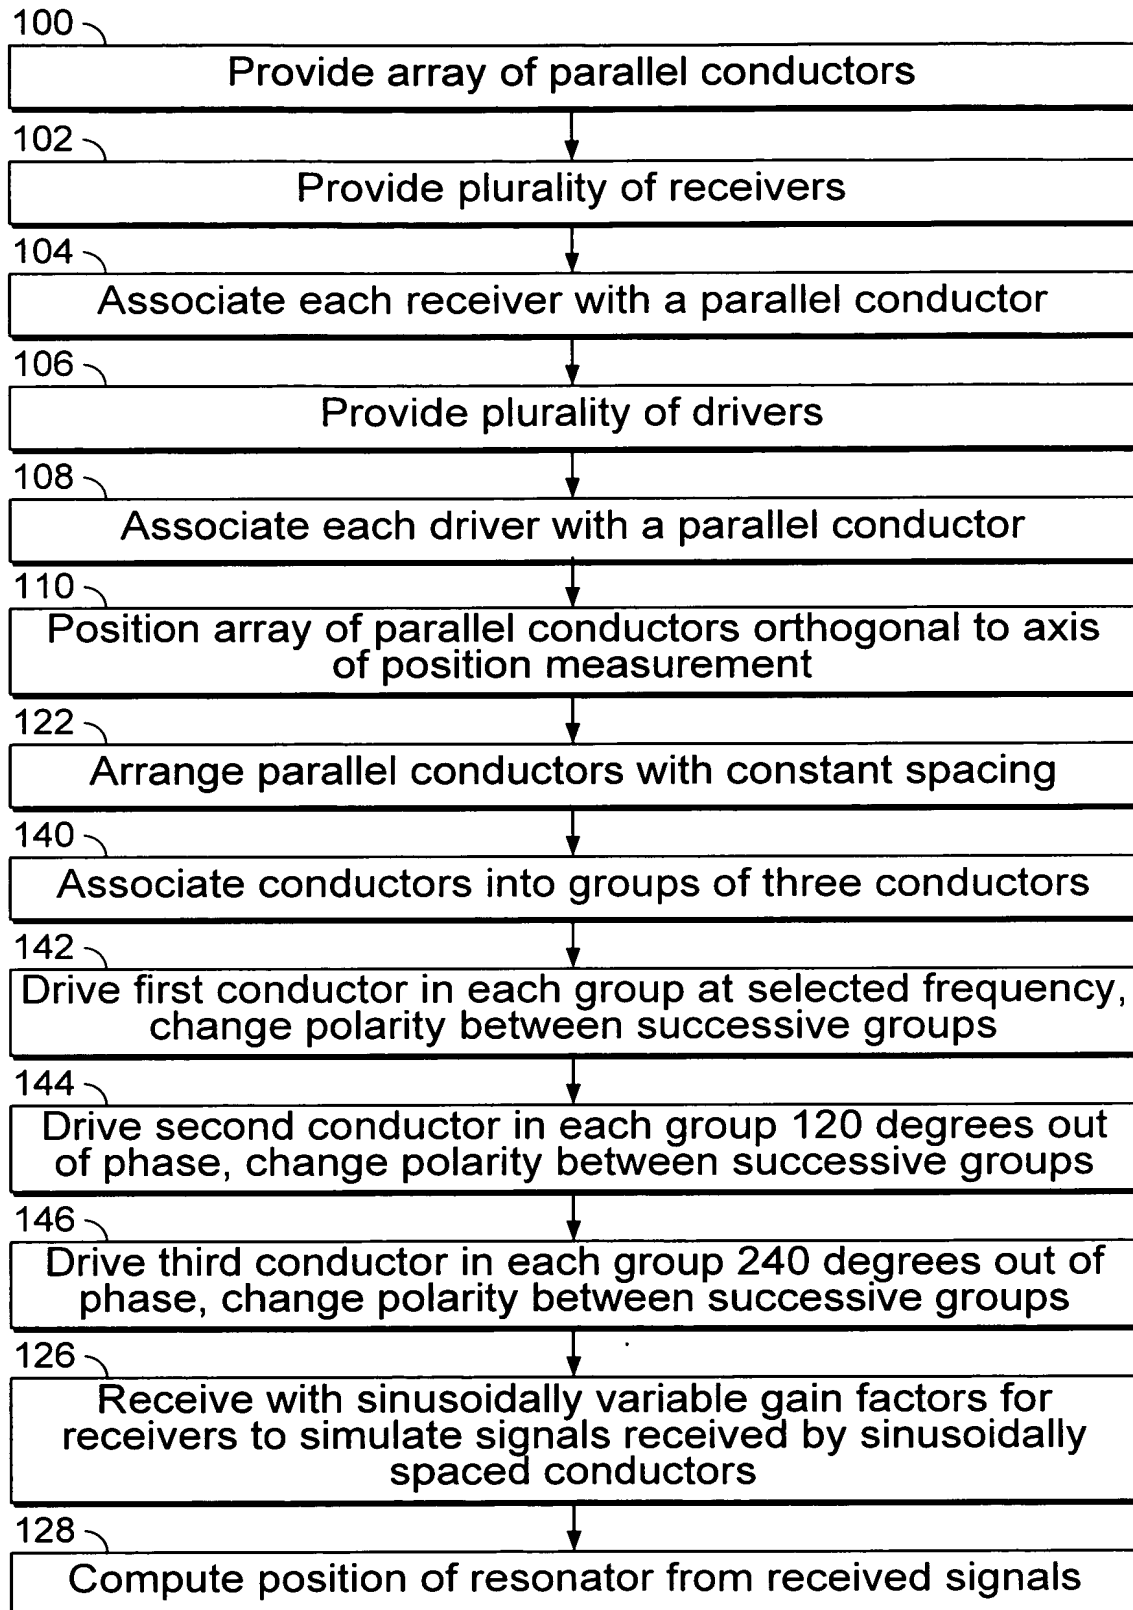 100
Provide array of parallel conductors
102
Provide plurality of receivers
104
Associate each receiver with a parallel conductor
106
Provide plurality of drivers
108
Associate each driver with a parallel conductor
110
Position array of parallel conductors orthogonal to axis
of position measurement
122
Arrange parallel conductors with constant spacing
140
Associate conductors into groups of three conductors
142
Drive first conductor in each group at selected frequency,
change polarity between successive groups
144
Drive second conductor in each group 120 degrees out
of phase, change polarity between successive groups
146
Drive third conductor in each group 240 degrees out of
phase, change polarity between successive groups
126
Receive with sinusoidally variable gain factors for
receivers to simulate signals received by sinusoidally
spaced conductors
128
Compute position of resonator from received signals